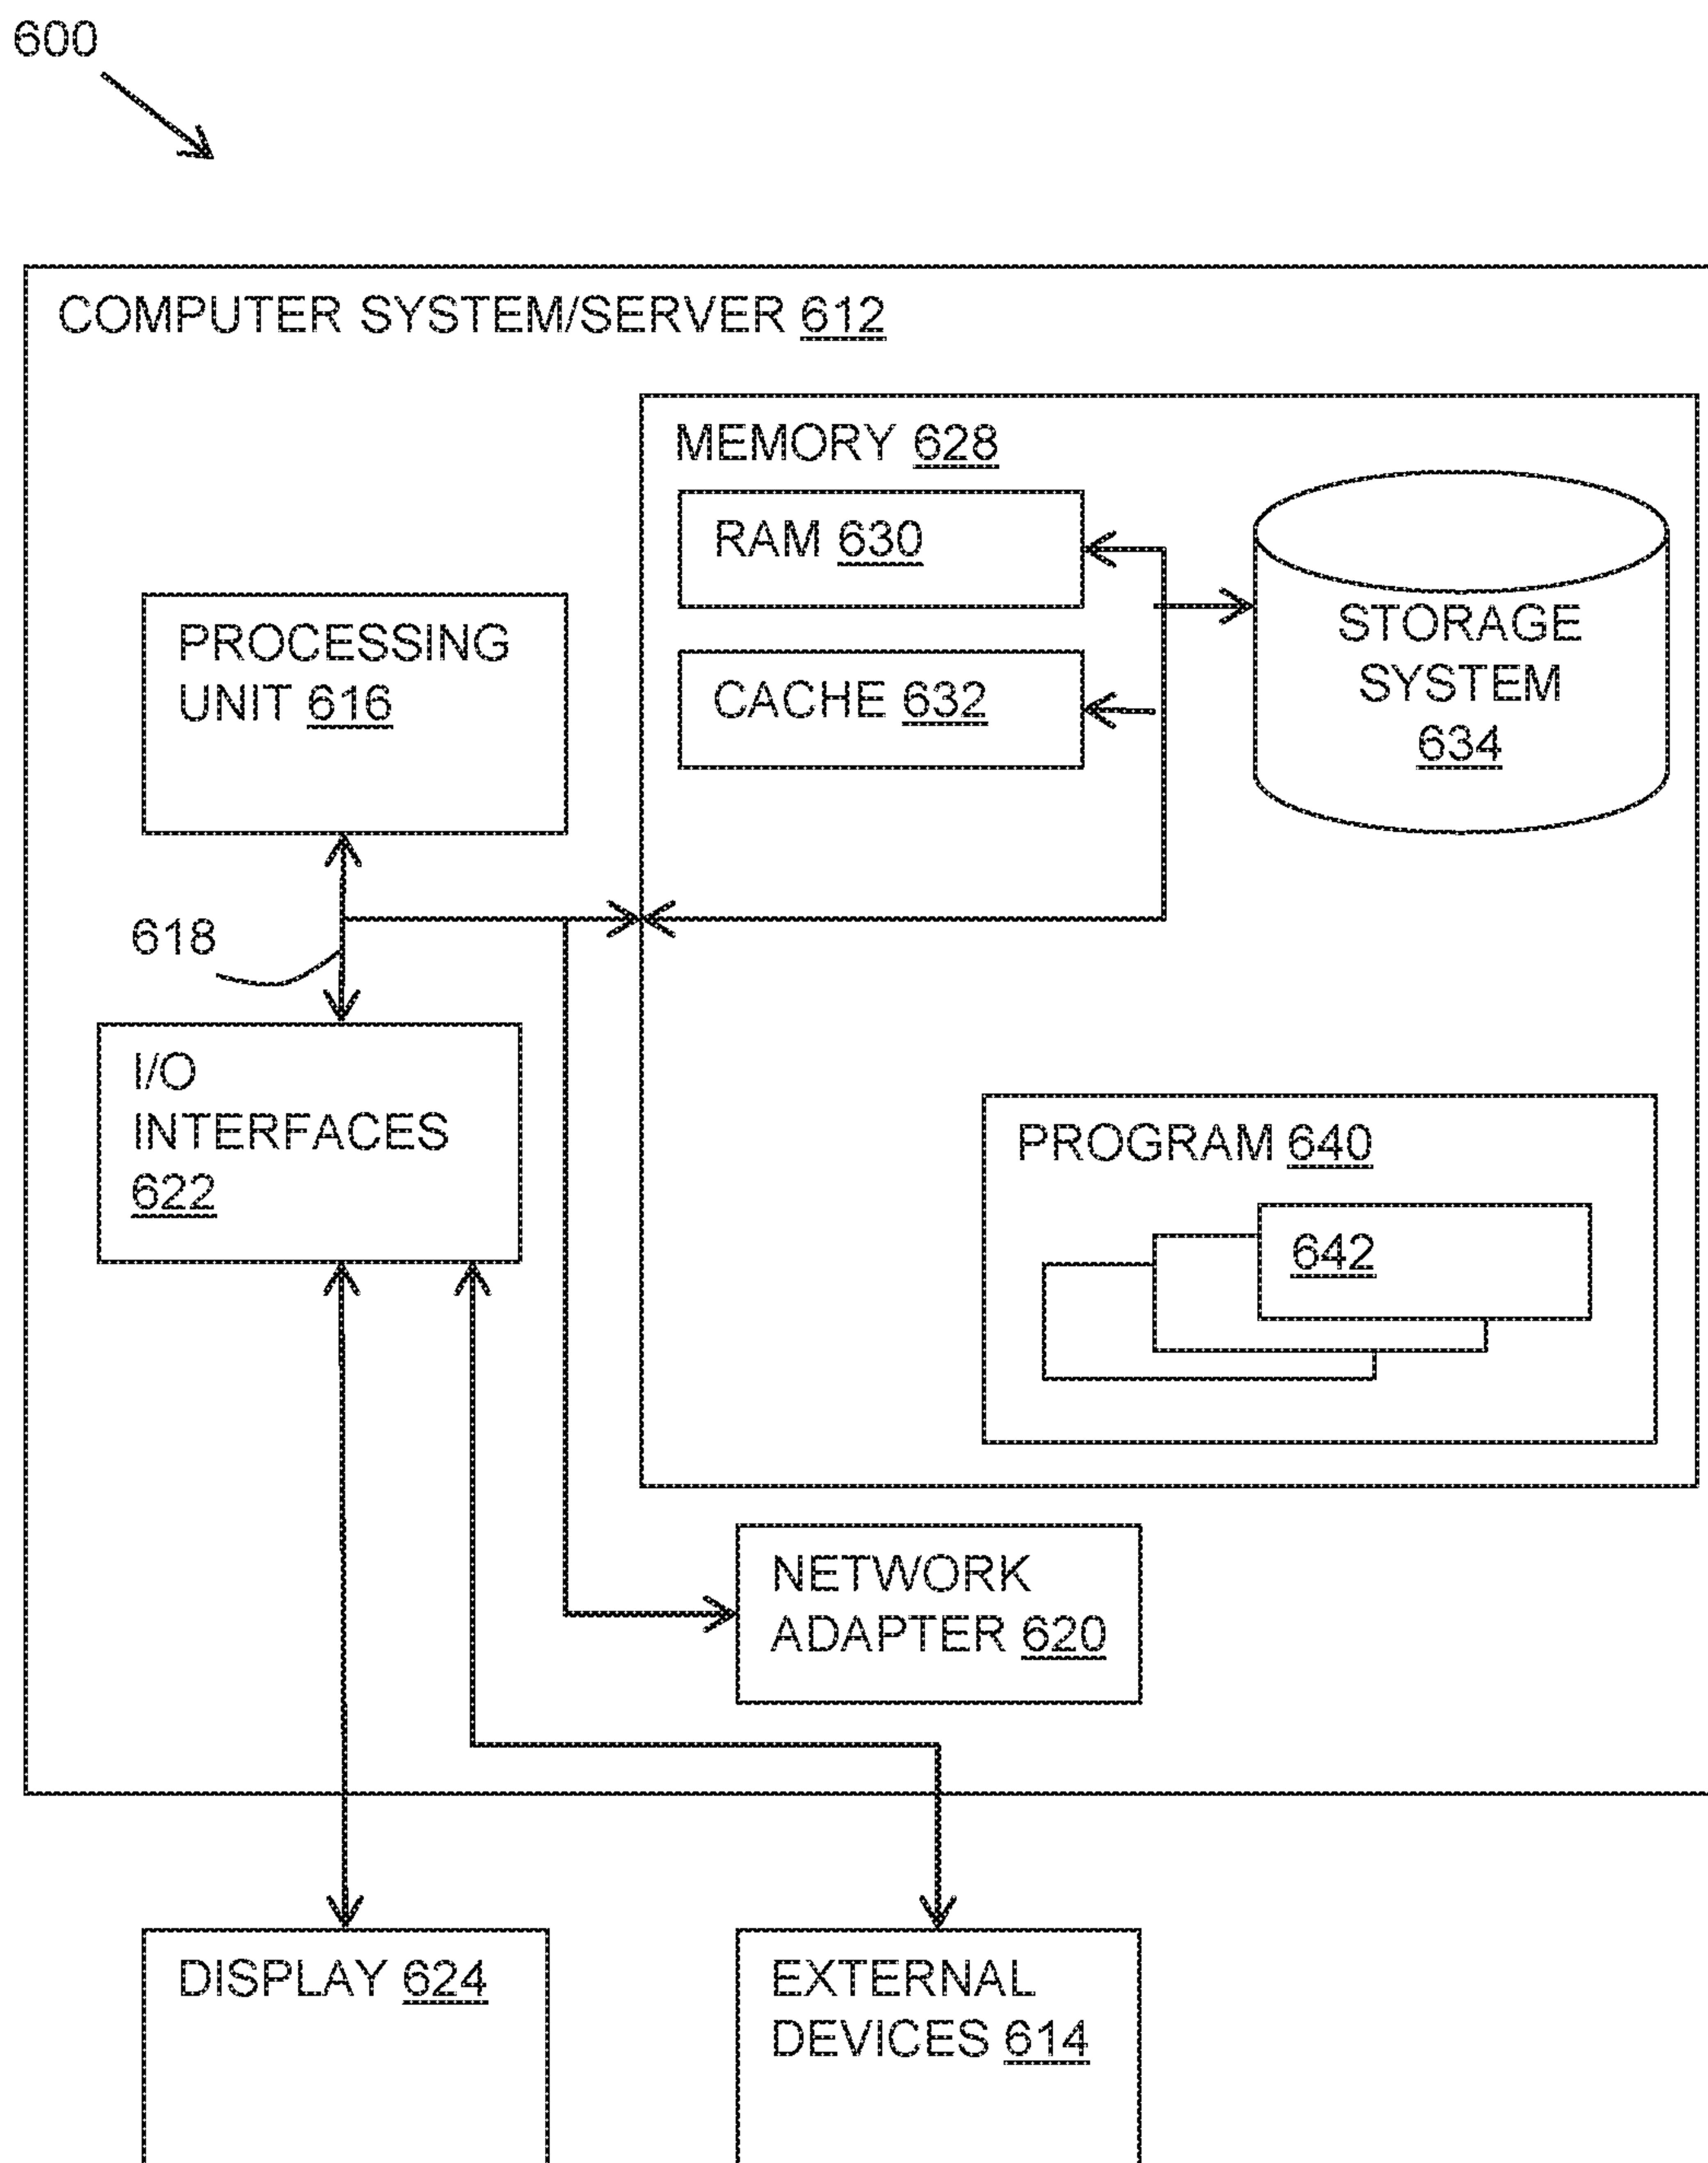 600
COMPUTER SYSTEM/SERVER 612
MEMORY 628
RAM 630
CACHE 632
STORAGE
SYSTEM
634
PROCESSING
UNIT 616
618
I/O
INTERFACES
622
PROGRAM 640
642
NETWORK
ADAPTER 620
DISPLAY 624
EXTERNAL
DEVICES 614